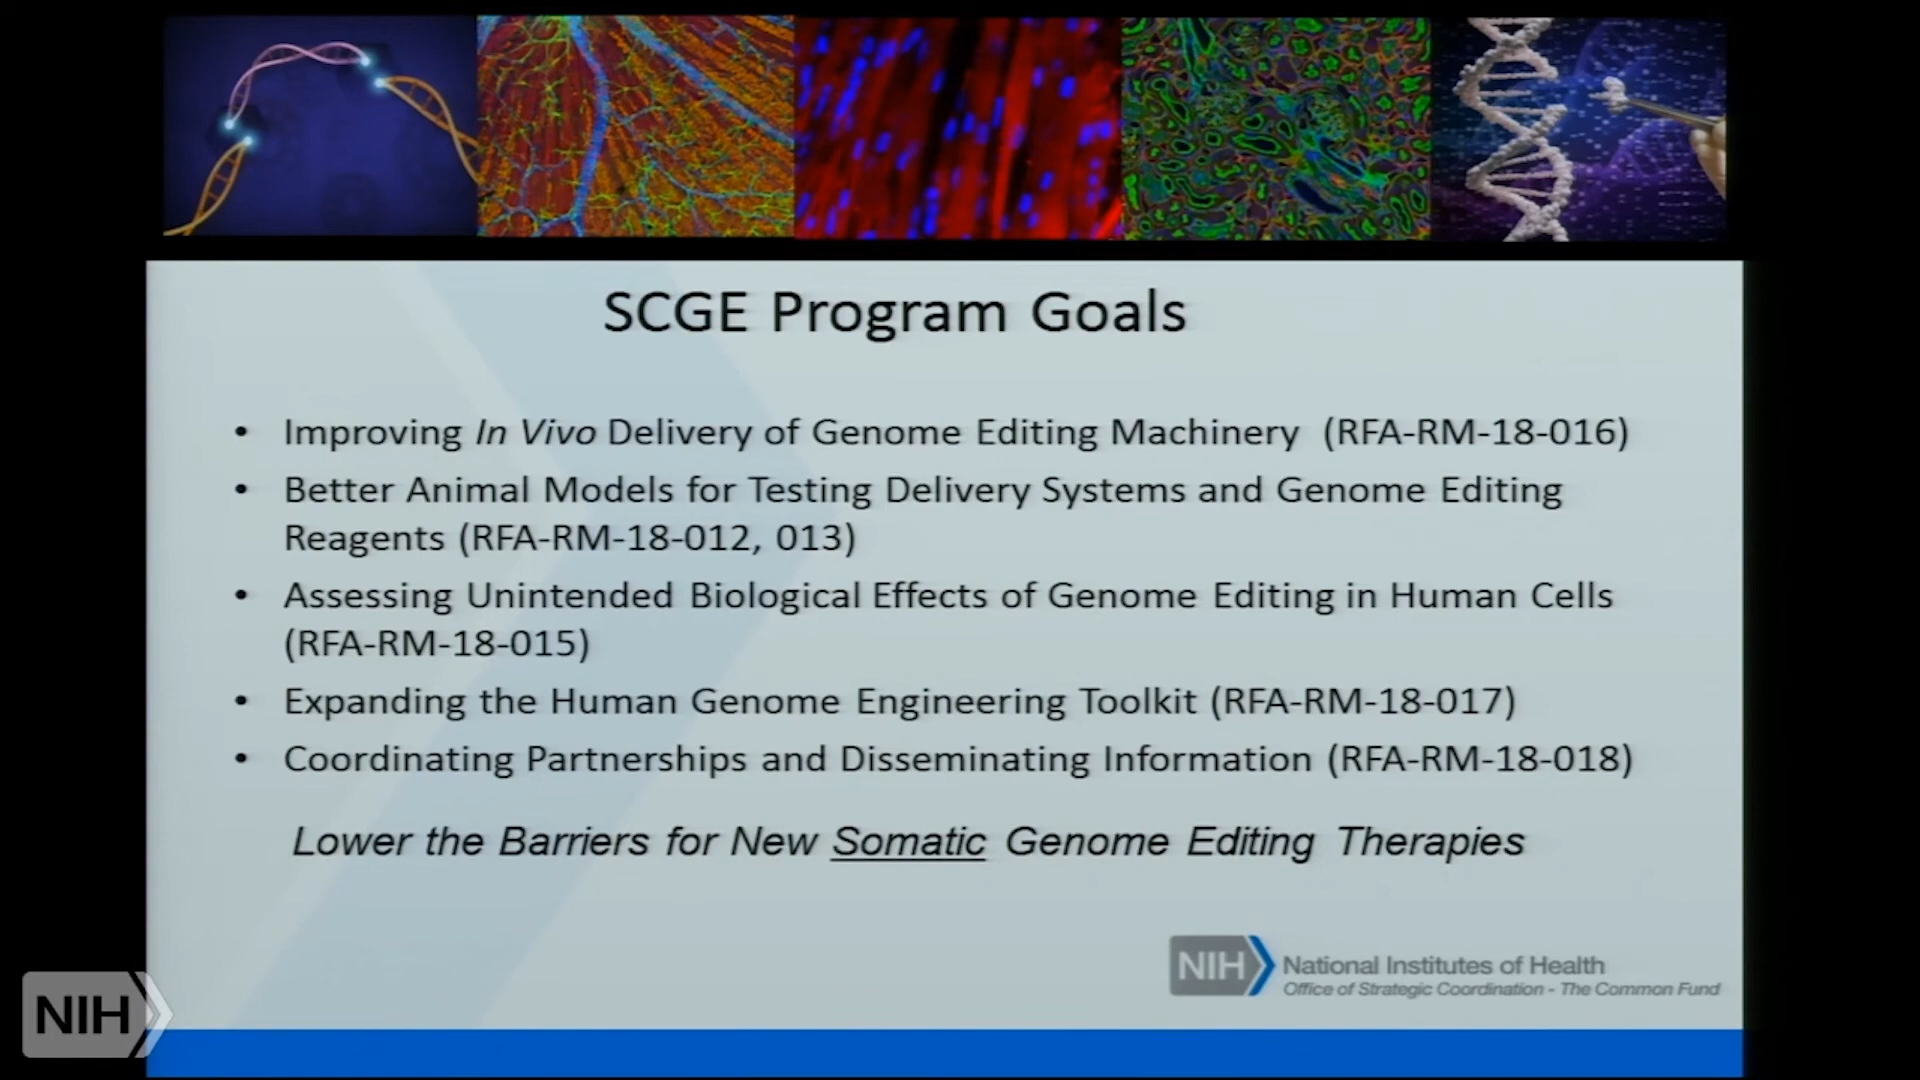 SCGE Program Goals
• Improving In Vivo Delivery of Genome Editing Machinery (RFA-RM-18-016)
• Better Animal Models for Testing Delivery Systems and Genome Editing
Reagents (RFA-RM-18-012, 013)
• Assessing Unintended Biological Effects of Genome Editing in Human Cells
(RFA-RM-18-015)
• Expanding the Human Genome Engineering Toolkit (RFA-RM-18-017)
• Coordinating Partnerships and Disseminating Information (RFA-RM-18-018)
Lower the Barriers for New Somatic Genome Editing Therapies
NIH National Institutes of Health
Office of Strategic Coordination - The Common Fund
NIH